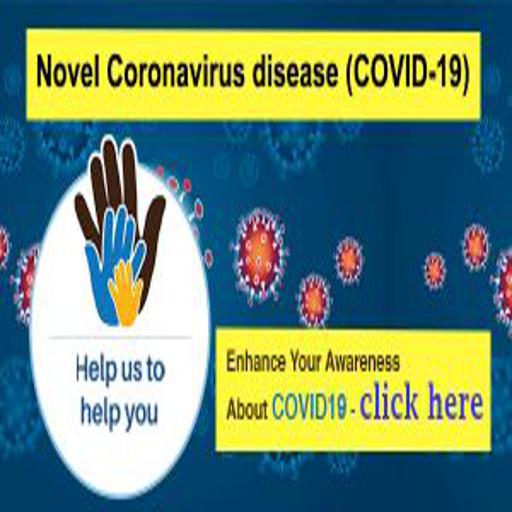 Novel Coronavirus disease (COVID-19)
Help us to
help you
Enhance Your Awareness
About COVID19 - click here